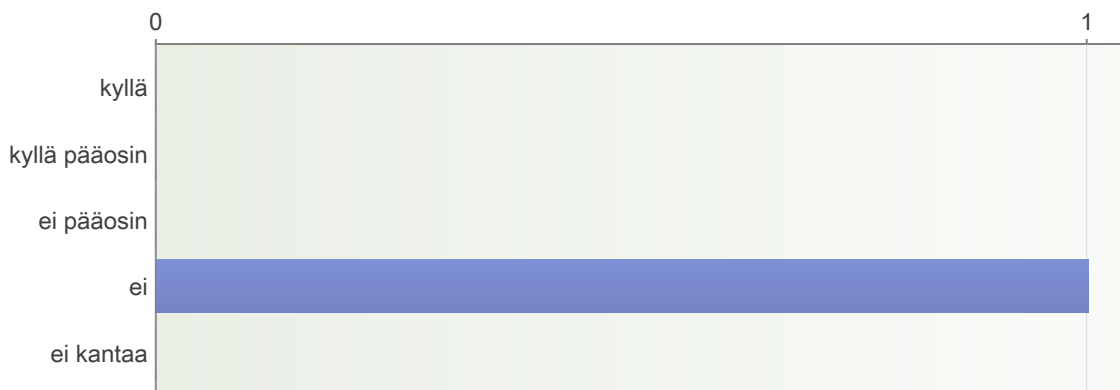 0 1
kyllä
kyllä pääosin
ei pääosin
ei
ei kantaa